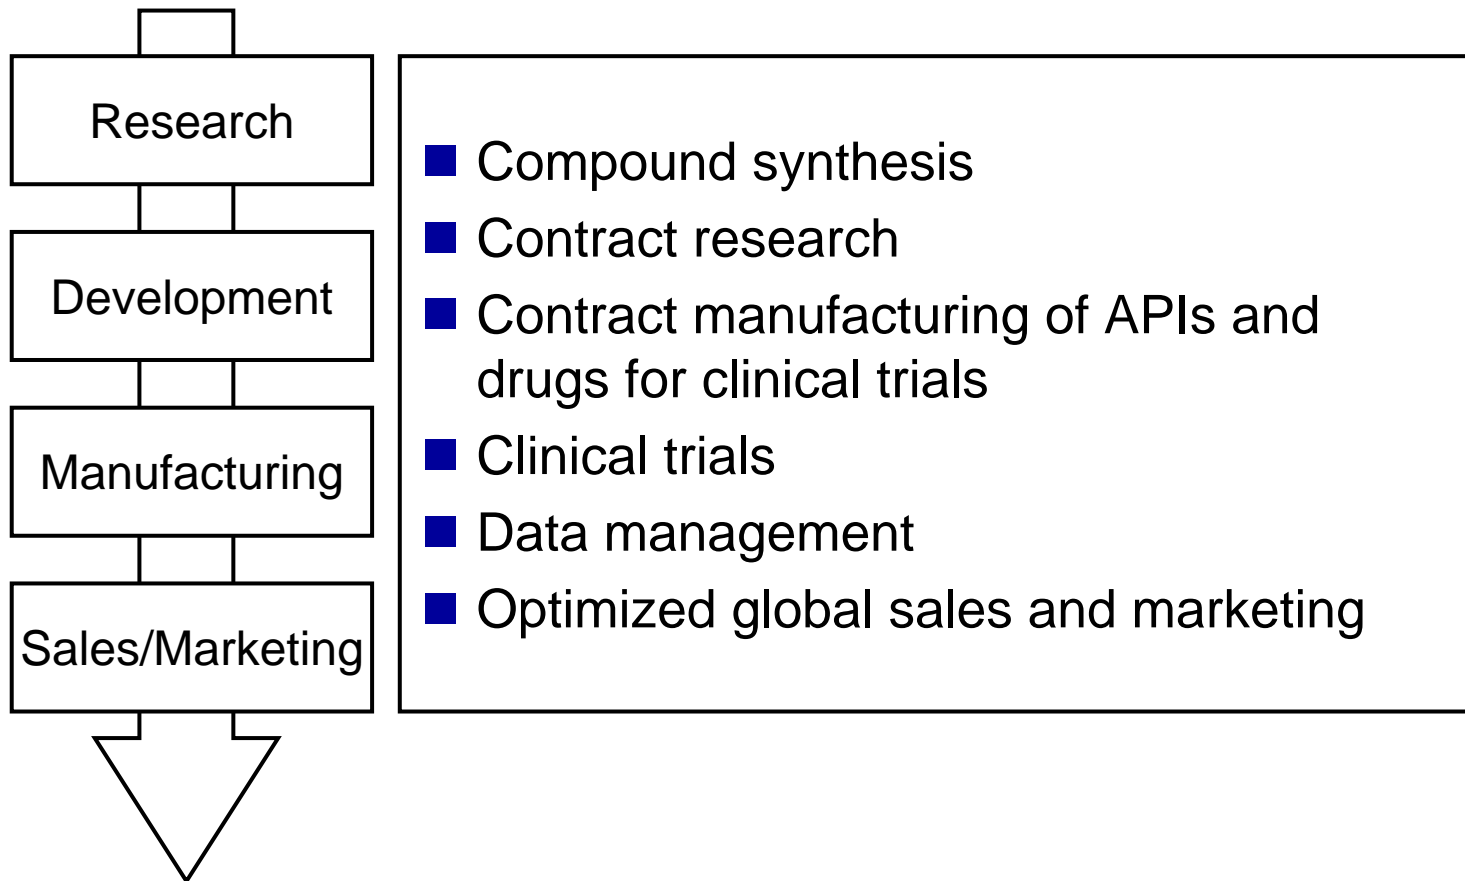 Research
Development
Manufacturing
Sales/Marketing
Compound synthesis
Contract research
Contract manufacturing of APIs and
drugs for clinical trials
Clinical trials
Data management
Optimized global sales and marketing